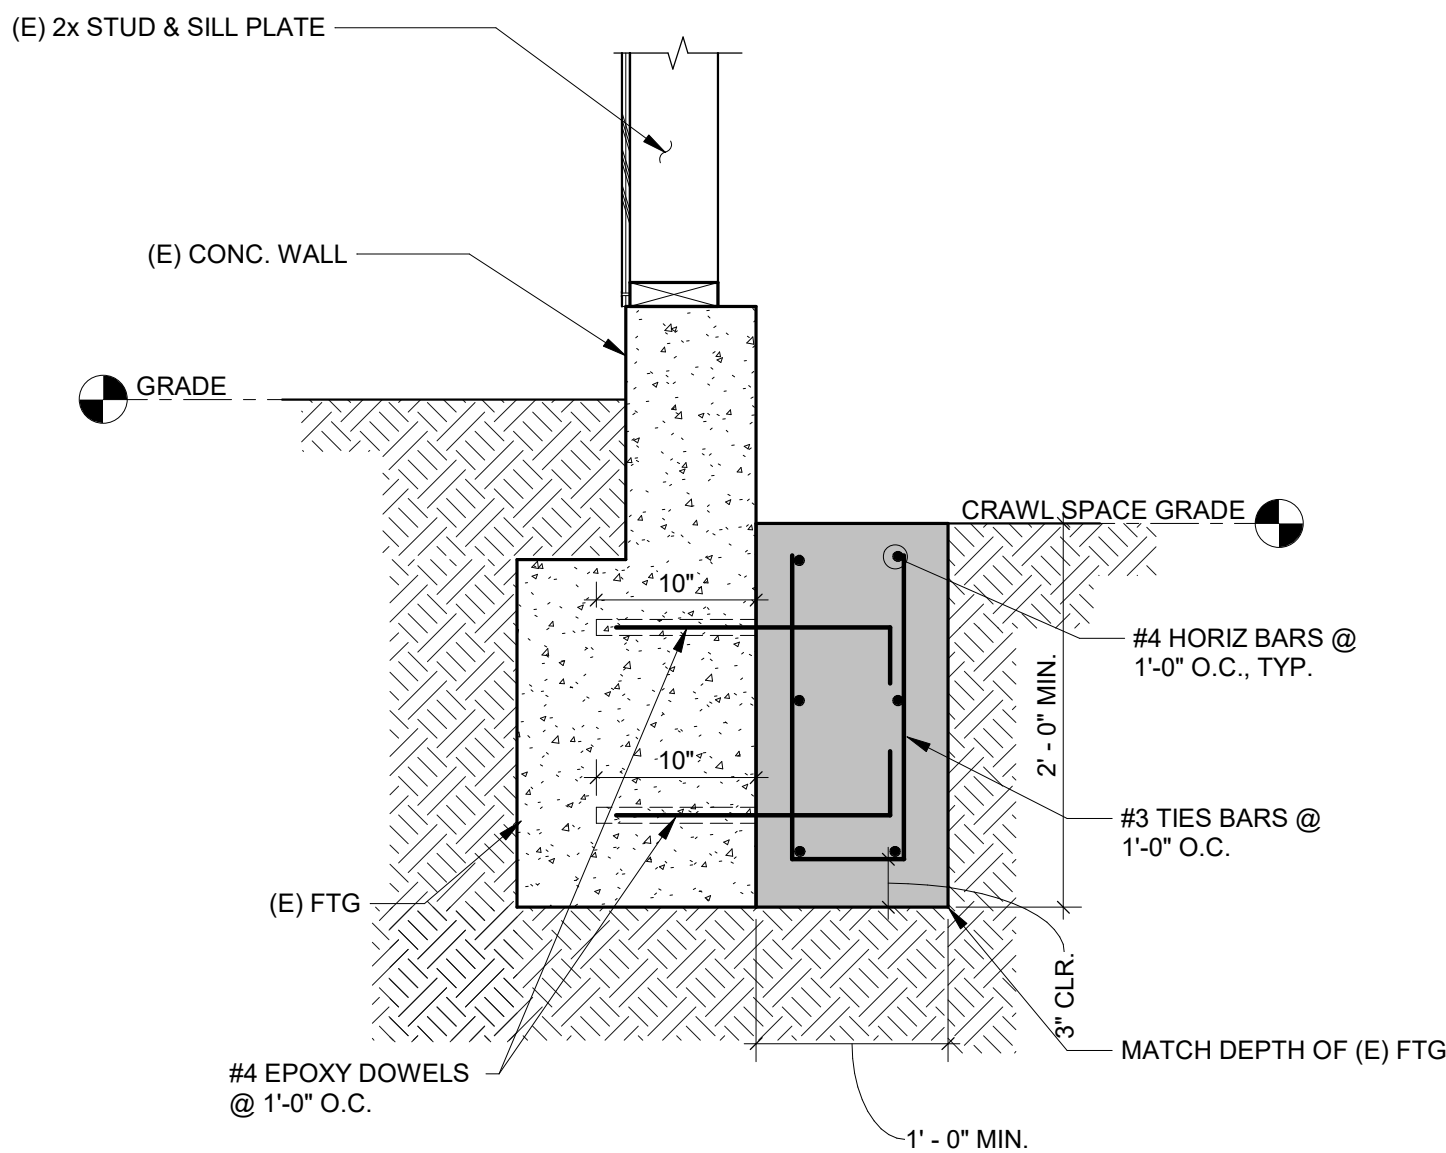 (E) 2x STUD & SILL PLATE
(E) CONC. WALL
GRADE
CRAWL SPACE GRADE
10"
#4 HORIZ BARS @
1'-0" O.C., TYP.
2' - 0" MIN.
10"
#3 TIES BARS @
1'-0" O.C.
(E) FTG
3" CLR.
MATCH DEPTH OF (E) FTG
#4 EPOXY DOWELS
@ 1'-0" O.C.
1' - 0" MIN.